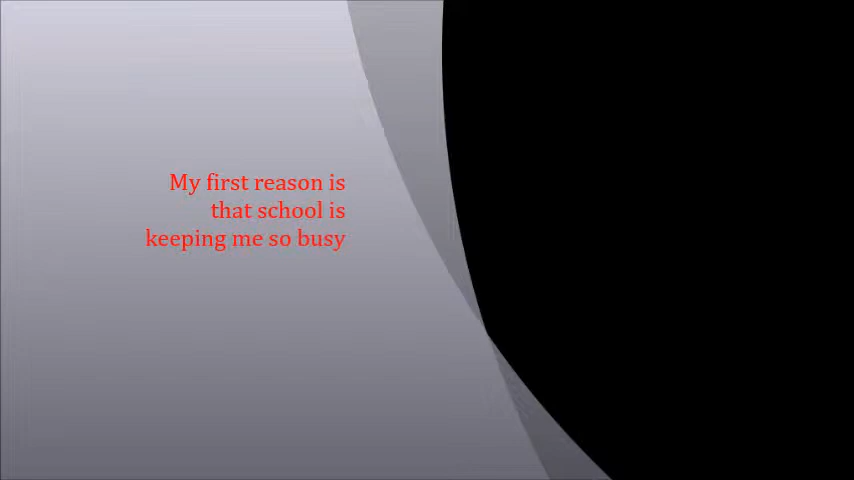 My first reason is
that school is
keeping me so busy